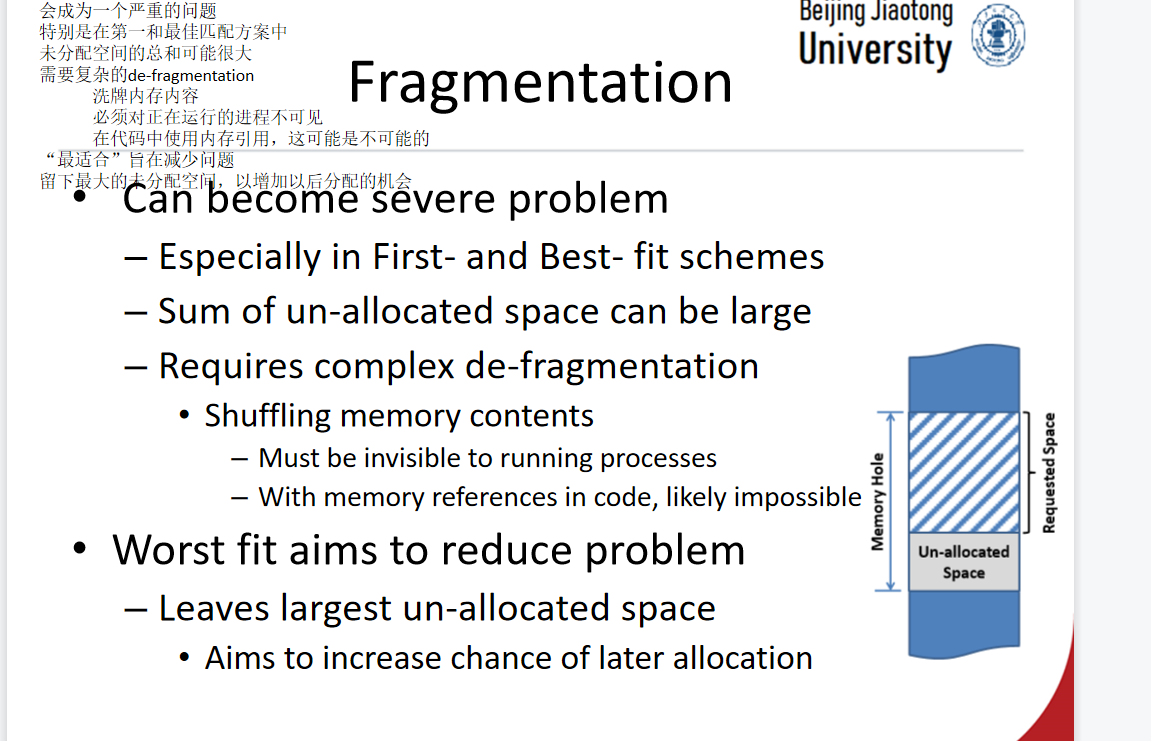 会成为一个严重的问题
特别是在第一和最佳匹配方案中
未分配空间的总和可能很大
需要复杂的de-fragmentation
洗牌内存内容
必须对正在运行的进程不可见
在代码中使用内存引用，这可能是不可能的
“最适合”旨在减少问题
留下最大的未分配空间，以增加以后分配的机会
Beijing Jiaotong
University
Fragmentation
• Can become severe problem
– Especially in First- and Best- fit schemes
– Sum of un-allocated space can be large
– Requires complex de-fragmentation
• Shuffling memory contents
– Must be invisible to running processes
– With memory references in code, likely impossible
• Worst fit aims to reduce problem
– Leaves largest un-allocated space
• Aims to increase chance of later allocation
Memory Hole
Requested Space
Un-allocated
Space